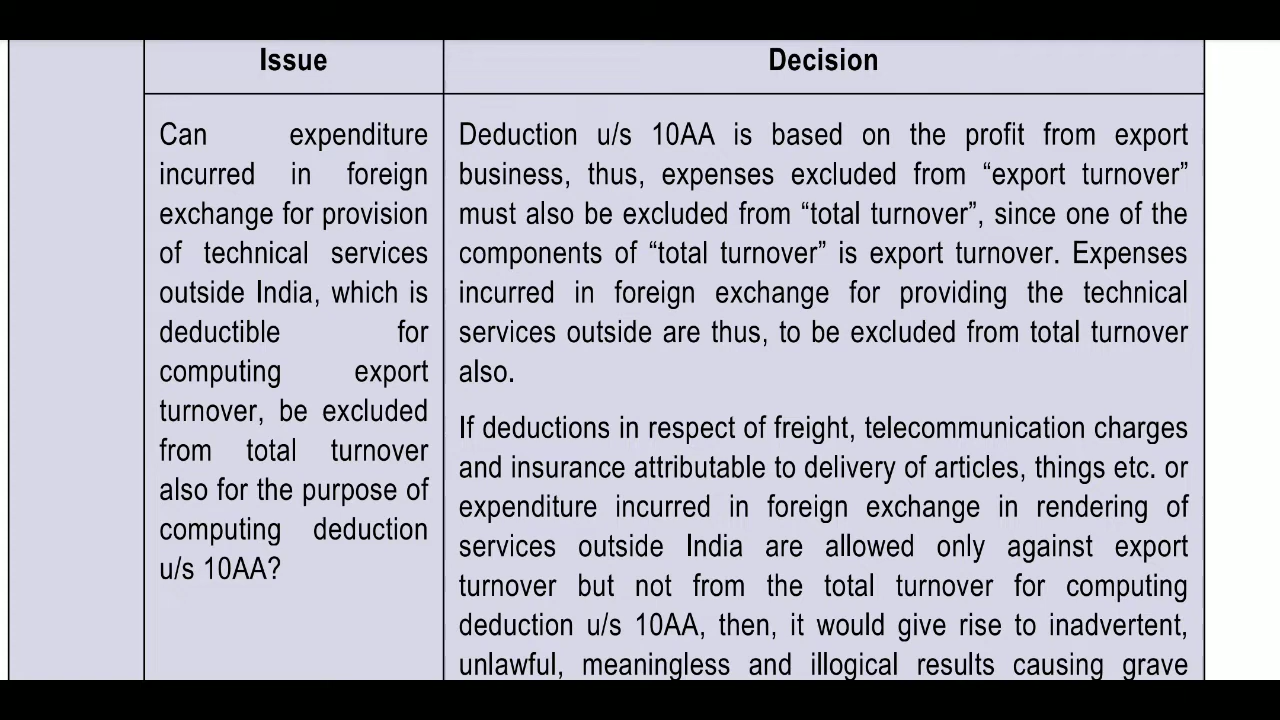 Issue
Decision
Can expenditure
incurred in foreign
exchange for provision
of technical services
outside India, which is
deductible for
computing export
turnover, be excluded
from total turnover
also for the purpose of
computing deduction
u/s 10AA?
Deduction u/s 10AA is based on the profit from export
business, thus, expenses excluded from “export turnover”
must also be excluded from “total turnover”, since one of the
components of “total turnover” is export turnover. Expenses
incurred in foreign exchange for providing the technical
services outside are thus, to be excluded from total turnover
also.
If deductions in respect of freight, telecommunication charges
and insurance attributable to delivery of articles, things etc. or
expenditure incurred in foreign exchange in rendering of
services outside India are allowed only against export
turnover but not from the total turnover for computing
deduction u/s 10AA, then, it would give rise to inadvertent,
unlawful, meaningless and illogical results causing grave